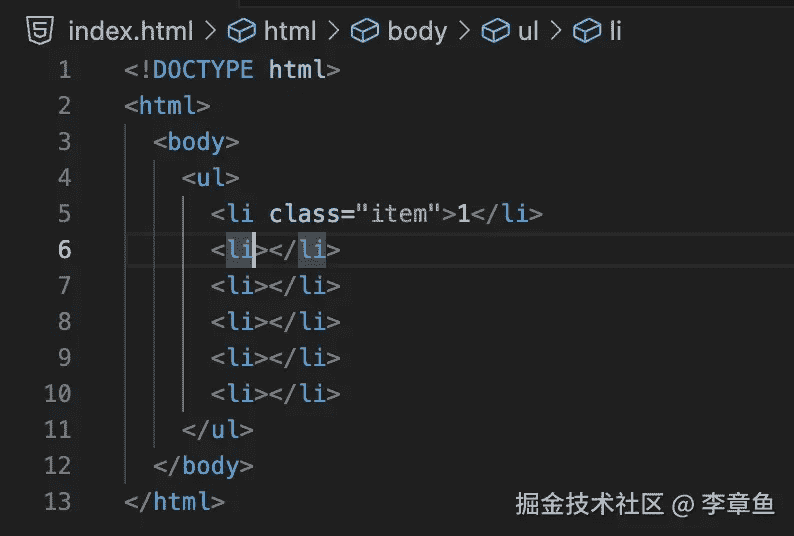 index.html > html > body > ul > li
1 <!DOCTYPE html>
2 <html>
3 <body>
4 <ul>
5 <li class="item">1</li>
6 <li></li>
7 <li></li>
8 <li></li>
9 <li></li>
10 <li></li>
11 </ul>
12 </body>
13 </html>
掘金技术社区 @ 李章鱼